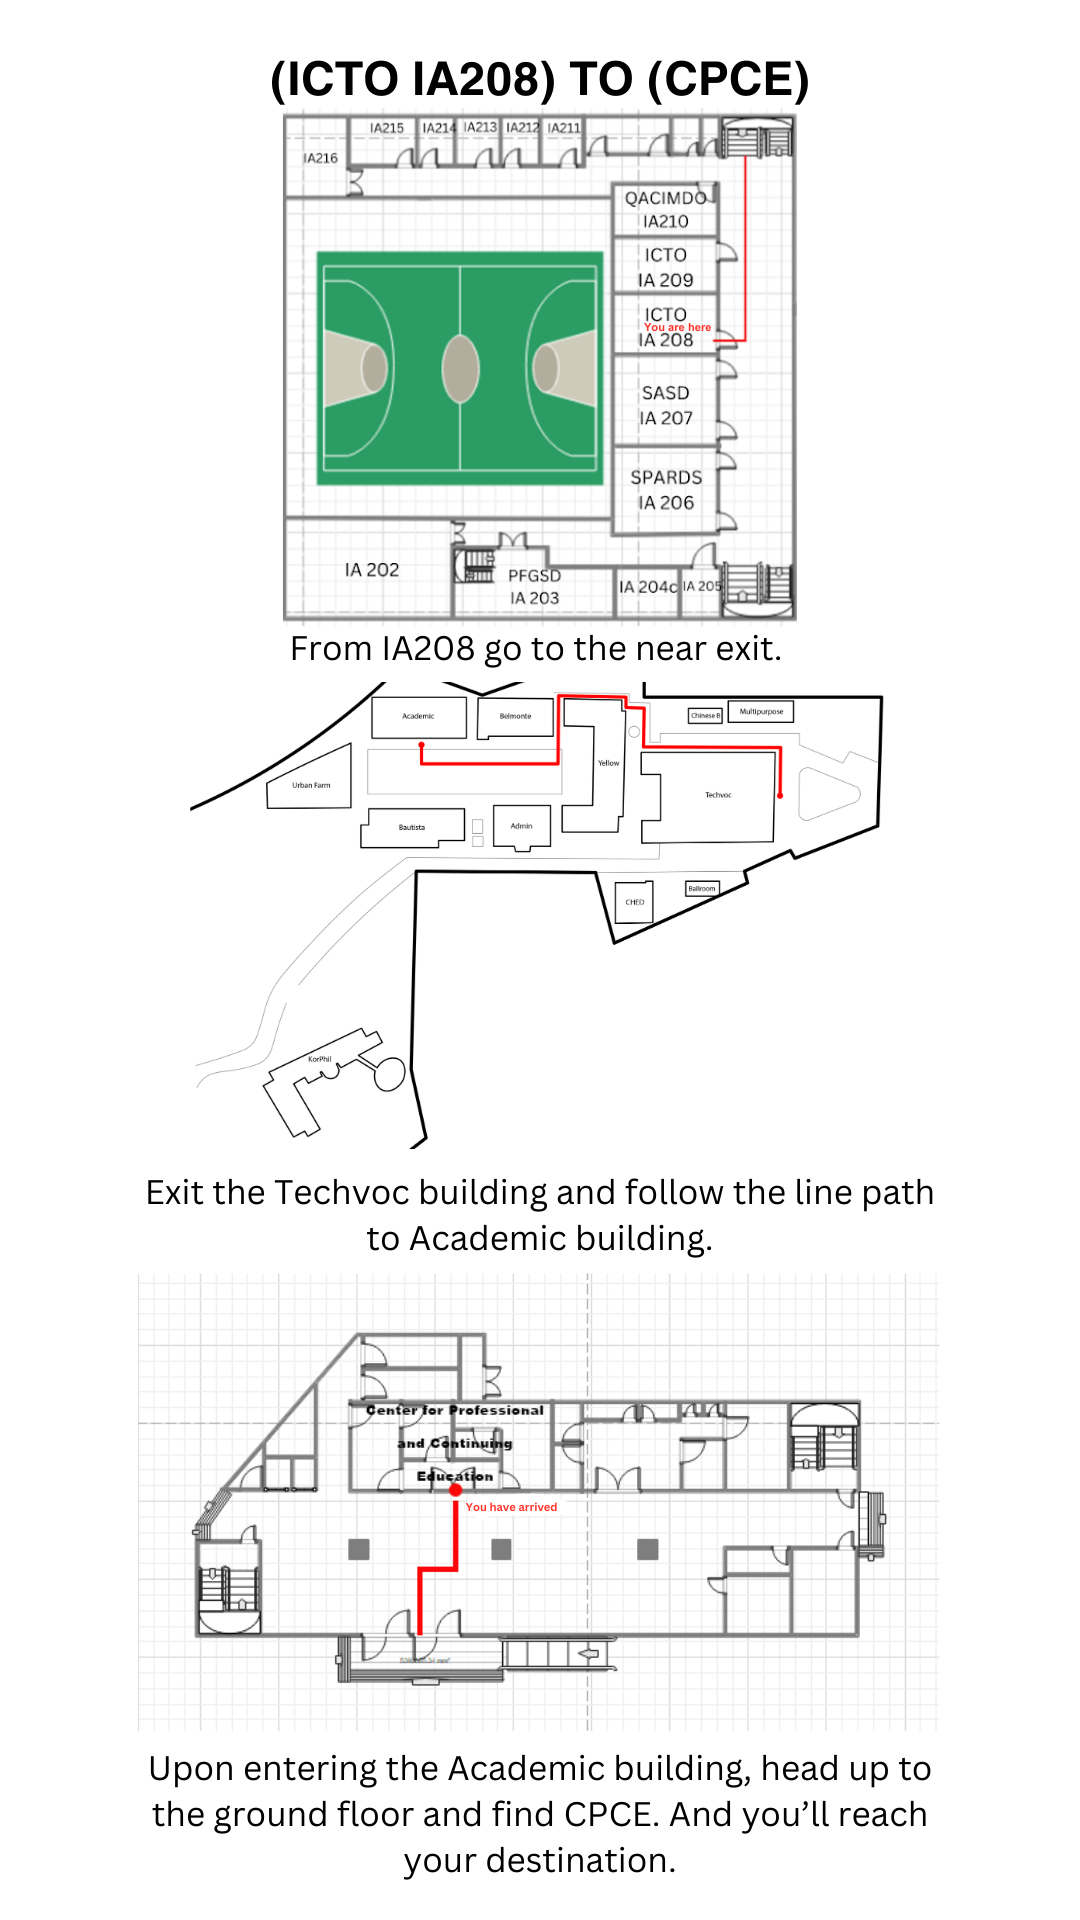 (ICTO IA208) TO (CPCE)
IA215
IA214
IA213
IA212
IA211
IA216
QACIMDO
IA210
ICTO
IA 209
ICTO
You are here
IA 208
SASD
IA 207
SPARDS
IA 206
IA 202
PFGSD
IA 203
IA 204c
IA 205
From IA208 go to the near exit.
Academic
Belmonte
Chinese B
Multipurpose
Yellow
Urban Farm
Techvoc
Bautista
Admin
CHED
Ballroom
KorPhil
Exit the Techvoc building and follow the line path
to Academic building.
Center for Professional
and Continuing
Education
You have arrived
Upon entering the Academic building, head up to
the ground floor and find CPCE. And you’ll reach
your destination.